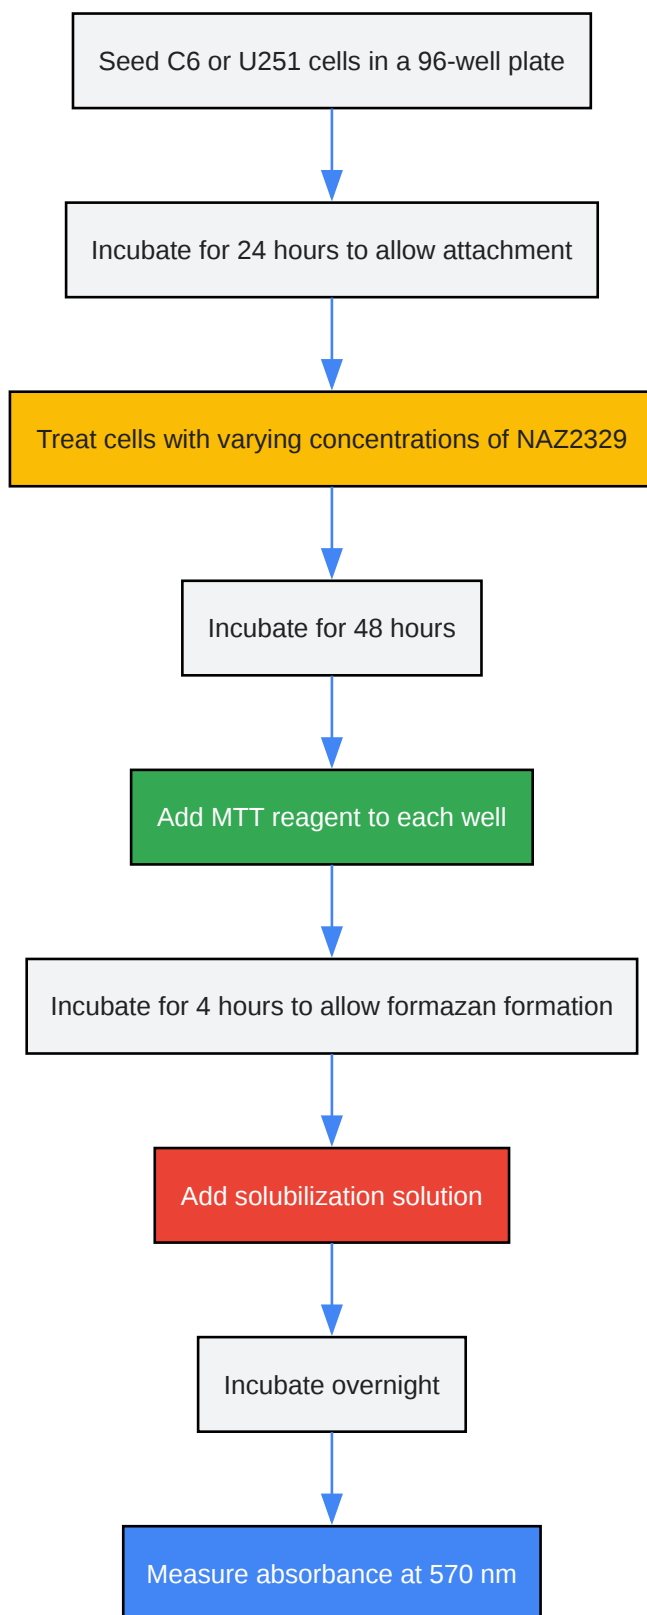 Seed C6 or U251 cells in a 96-well plate
Incubate for 24 hours to allow attachment
Treat cells with varying concentrations of NAZ2329
Incubate for 48 hours
Add MTT reagent to each well
Incubate for 4 hours to allow formazan formation
Add solubilization solution
Incubate overnight
Measure absorbance at 570 nm